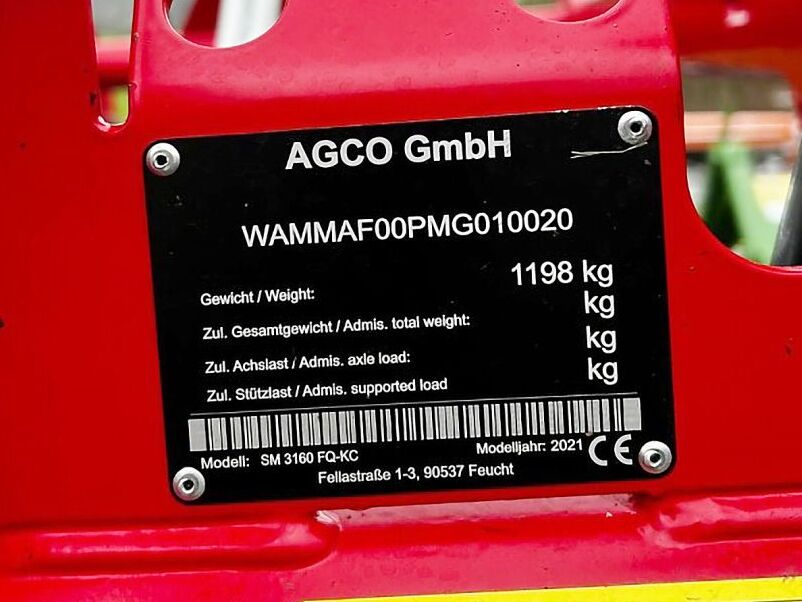 AGCO GmbH
WAMMAF00PMG010020
Gewicht / Weight: 1198 kg
Zul. Gesamtgewicht / Admis. total weight: kg
Zul. Achslast / Admis. axle load: kg
Zul. Stützlast / Admis. supported load kg
Modell: SM 3160 FQ-KC Modelljahr: 2021 CE
Fellastraße 1-3, 90537 Feucht